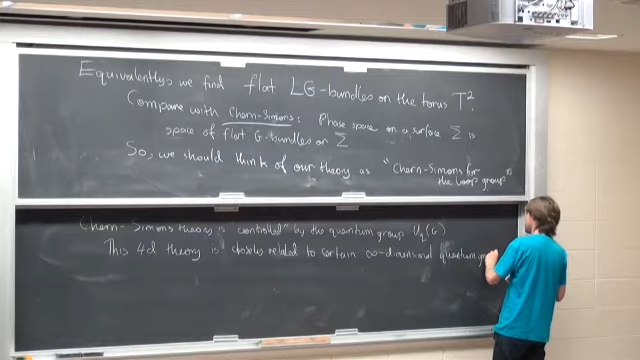 Equivalently, we find flat LG-bundles on the torus T².
Compare with Chern-Simons: Phase space on a surface Σ is
space of flat G-bundles on Σ
So, we should think of our theory as "Chern-Simons for
the loop group"
Chern-Simons theory is controlled" by the quantum group U_q(G)
This 4d theory is closely related to certain ∞-dimensional quantum gr